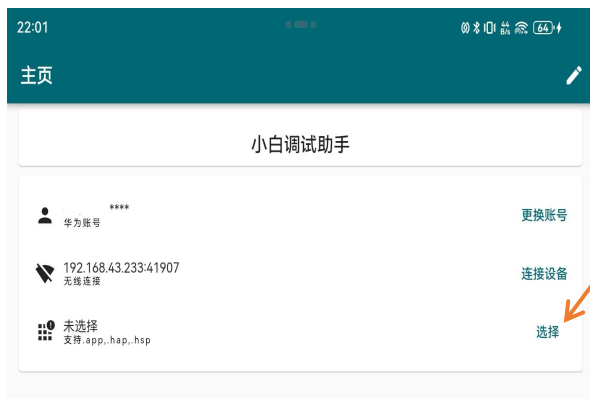 22:01
44 B/s 64
主页
小白调试助手
****
华为账号
更换账号
192.168.43.233:41907
无线连接
连接设备
未选择
支持.app,.hap,.hsp
选择